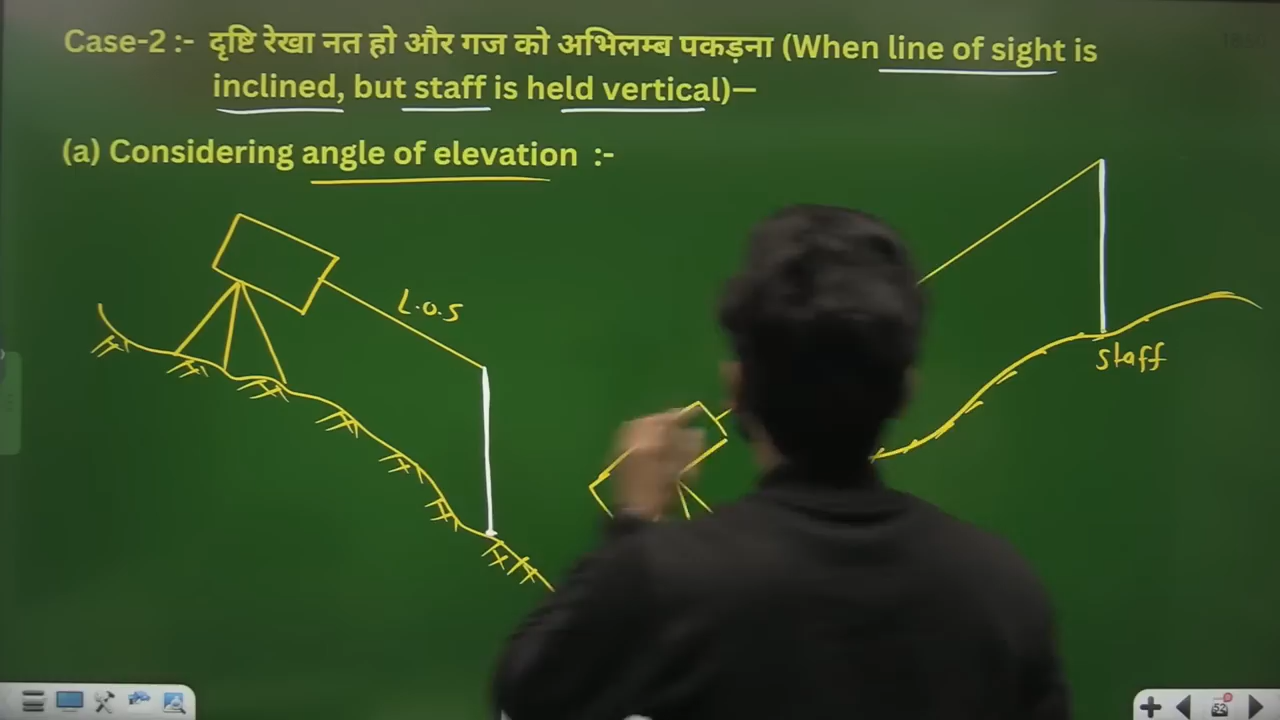 Case-2 :- दृष्टि रेखा नत हो और गज को अभिलम्ब पकड़ना (When line of sight is
inclined, but staff is held vertical)—
(a) Considering angle of elevation :-
L.O.S
Staff
52